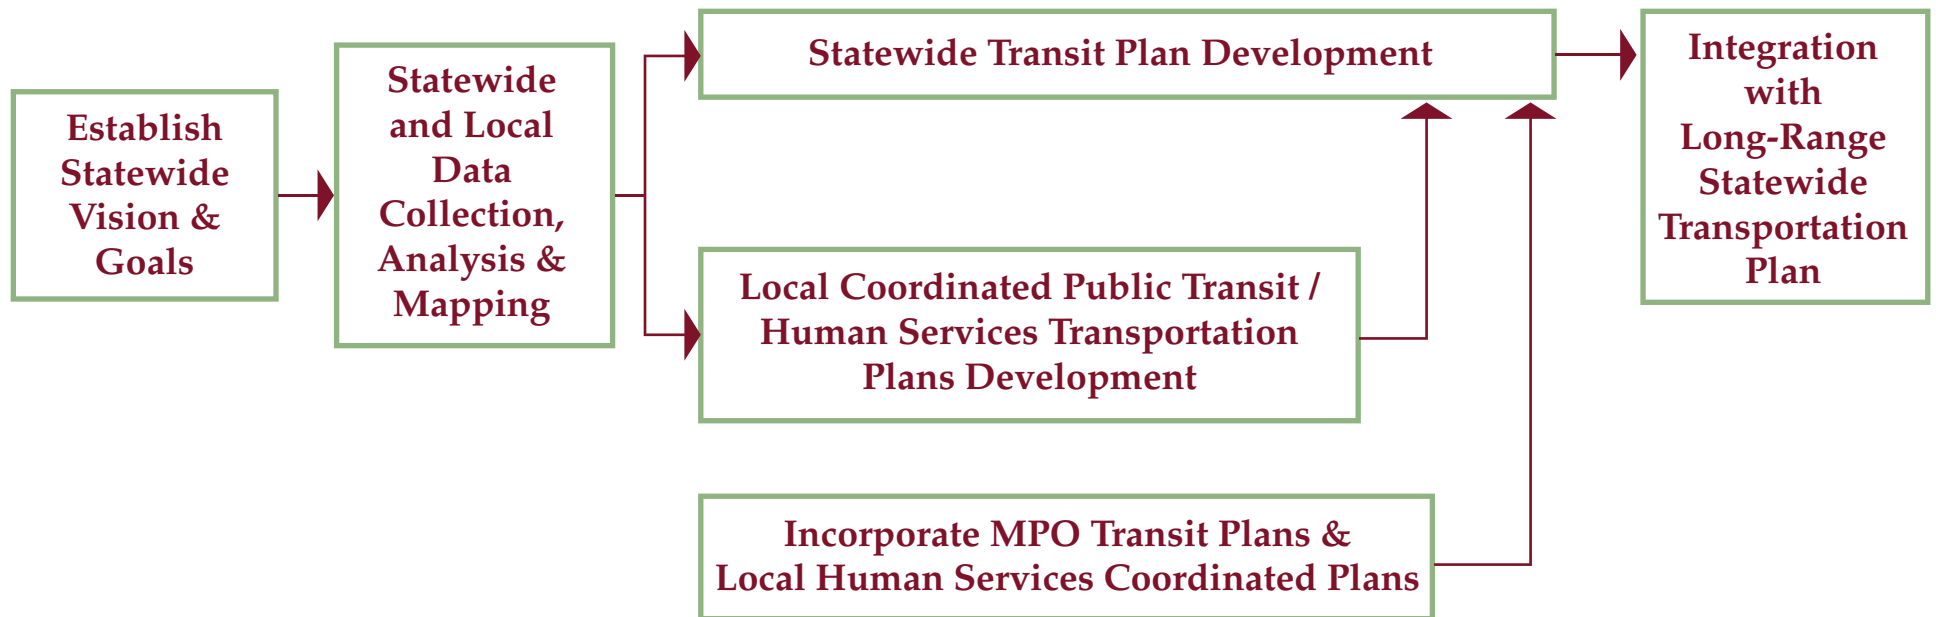 Establish
Statewide
Vision &
Goals
Statewide
and Local
Data
Collection,
Analysis &
Mapping
Statewide Transit Plan Development
Local Coordinated Public Transit /
Human Services Transportation
Plans Development
Incorporate MPO Transit Plans &
Local Human Services Coordinated Plans
Integration
with
Long-Range
Statewide
Transportation
Plan